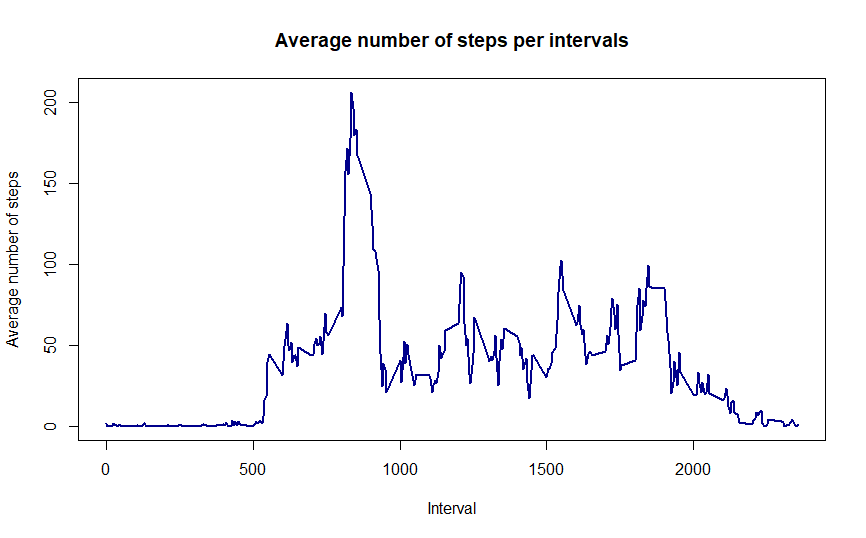 Average number of steps per intervals
Average number of steps
200
150
100
50
0
0 500 1000 1500 2000
Interval